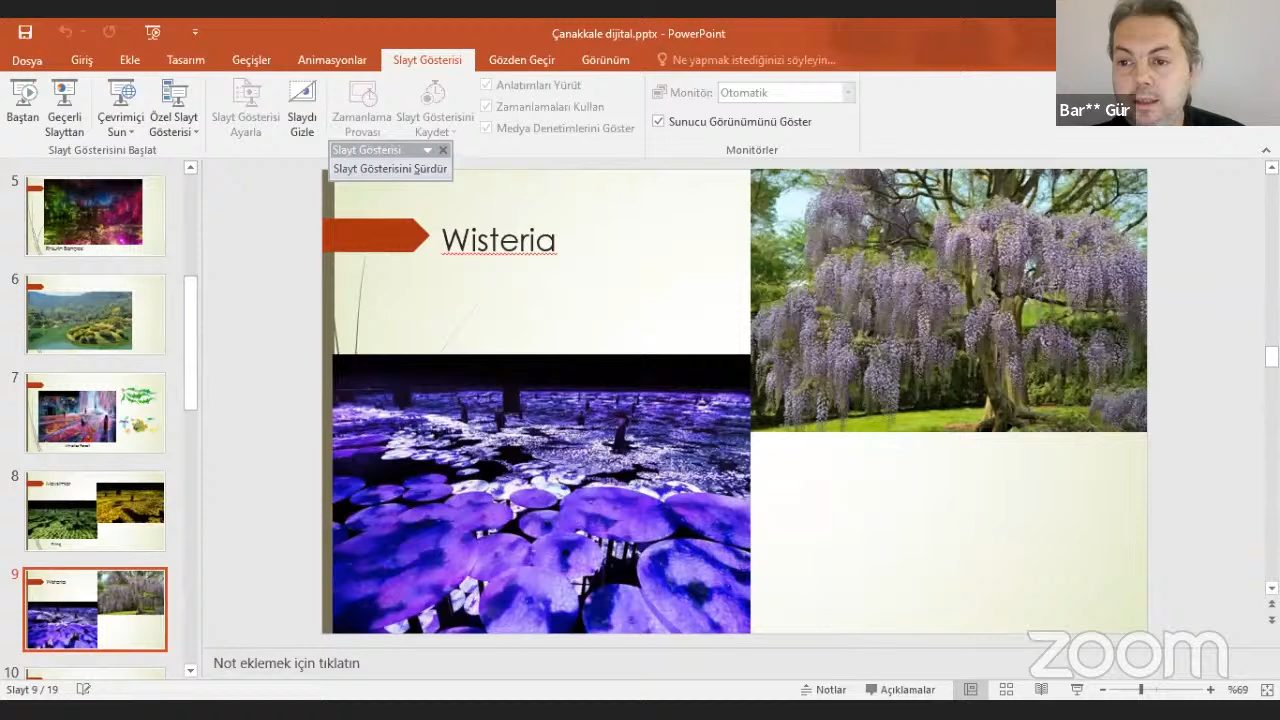 Çanakkale dijital.pptx - PowerPoint
Dosya Giriş Ekle Tasarım Geçişler Animasyonlar Slayt Gösterisi Gözden Geçir Görünüm Ne yapmak istediğinizi söyleyin...
Bar** Gür
Baştan
Geçerli Slayttan
Çevrimiçi Sun
Özel Slayt Gösterisi
Slayt Gösterisi Ayarla
Slaydı Gizle
Zamanlama Provası
Slayt Gösterisini Kaydet
Anlatımları Yürüt
Zamanlamaları Kullan
Medya Denetimlerini Göster
Monitör: Otomatik
Sunucu Görünümünü Göster
Slayt Gösterisini Başlat
Monitörler
Slayt Gösterisi
Slayt Gösterisini Sürdür
5
6
7
8
9
10
Wisteria
Wisteria
Not eklemek için tıklatın
zoom
Slayt 9 / 19
Notlar
Açıklamalar
%69